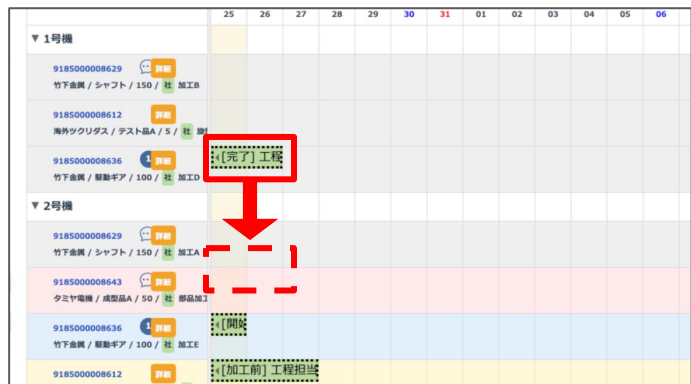 25 26 27 28 29 30 31 01 02 03 04 05 06
▼ 1号機
9185000008629 詳細
竹下金属 / シャフト / 150 / 社 加工B
9185000008612 詳細
海外ツクリダス / テスト品A / 5 / 社
9185000008636 1 詳細
竹下金属 / 駆動ギア / 100 / 社 加工D
[完了] 工程
▼ 2号機
9185000008629 詳細
竹下金属 / シャフト / 150 / 社 加工A
9185000008643 詳細
タミヤ電機 / 成型品A / 50 / 社 部品加工
9185000008636 1 詳細
竹下金属 / 駆動ギア / 100 / 社 加工E
[開始
9185000008612 詳細
[加工前] 工程担当